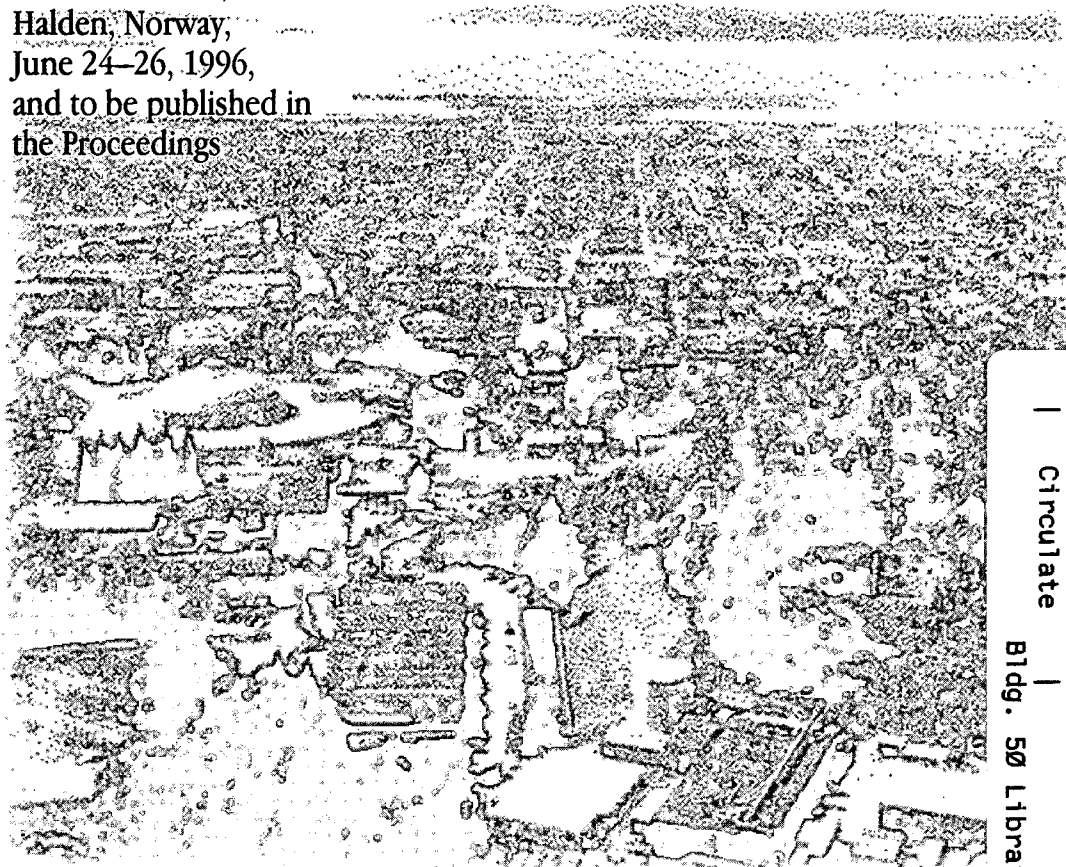 Halden, Norway,
June 24–26, 1996,
and to be published in
the Proceedings
| Circulate |
Bldg. 50 Libra